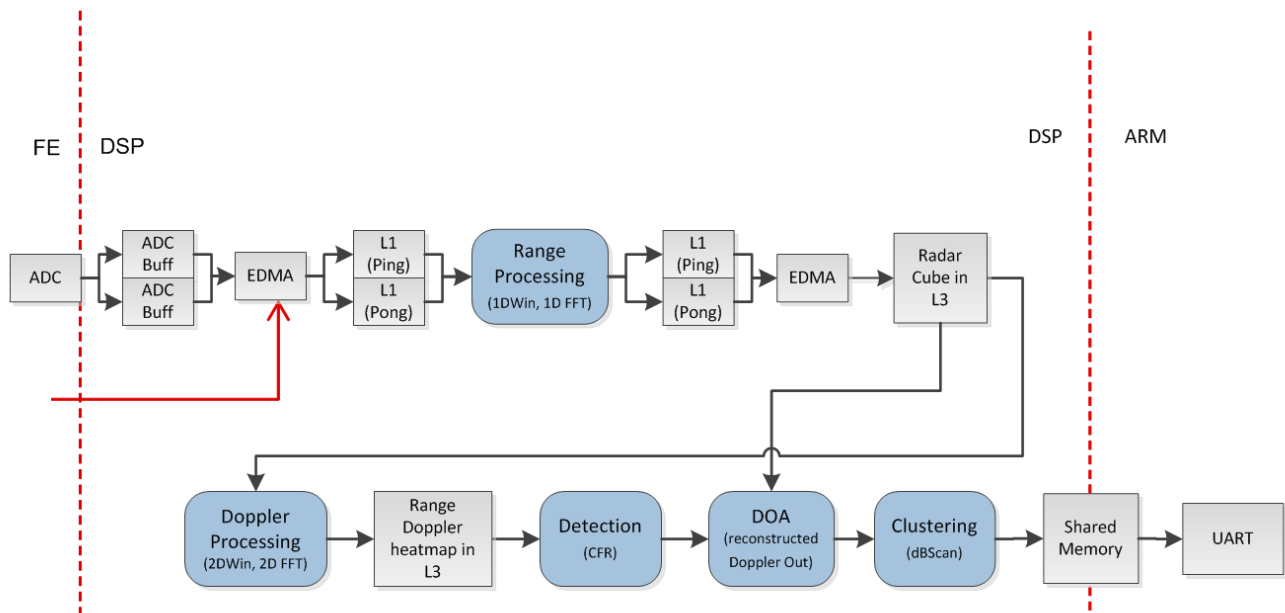 FE
DSP
DSP
ARM
ADC
ADC
Buff
ADC
Buff
EDMA
L1
(Ping)
L1
(Pong)
Range
Processing
(1DWin, 1D FFT)
L1
(Ping)
L1
(Pong)
EDMA
Radar
Cube in
L3
Doppler
Processing
(2DWin, 2D FFT)
Range
Doppler
heatmap in
L3
Detection
(CFR)
DOA
(reconstructed
Doppler Out)
Clustering
(dBScan)
Shared
Memory
UART